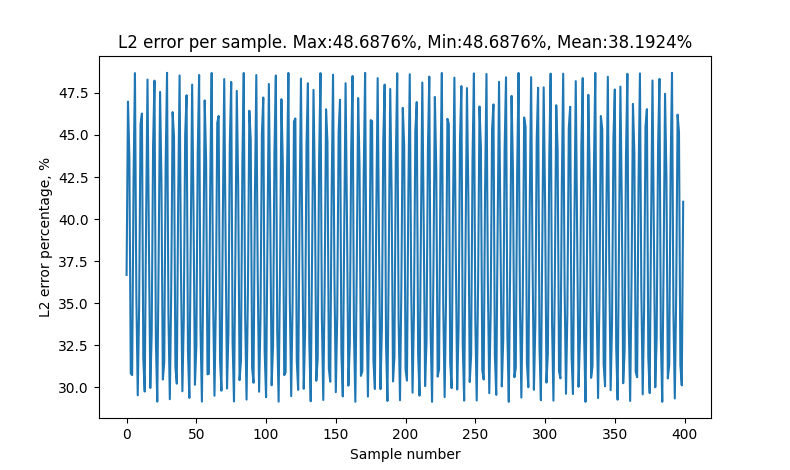 L2 error per sample. Max:48.6876%, Min:48.6876%, Mean:38.1924%
47.5
45.0
42.5
40.0
37.5
35.0
32.5
30.0
L2 error percentage, %
0 50 100 150 200 250 300 350 400
Sample number